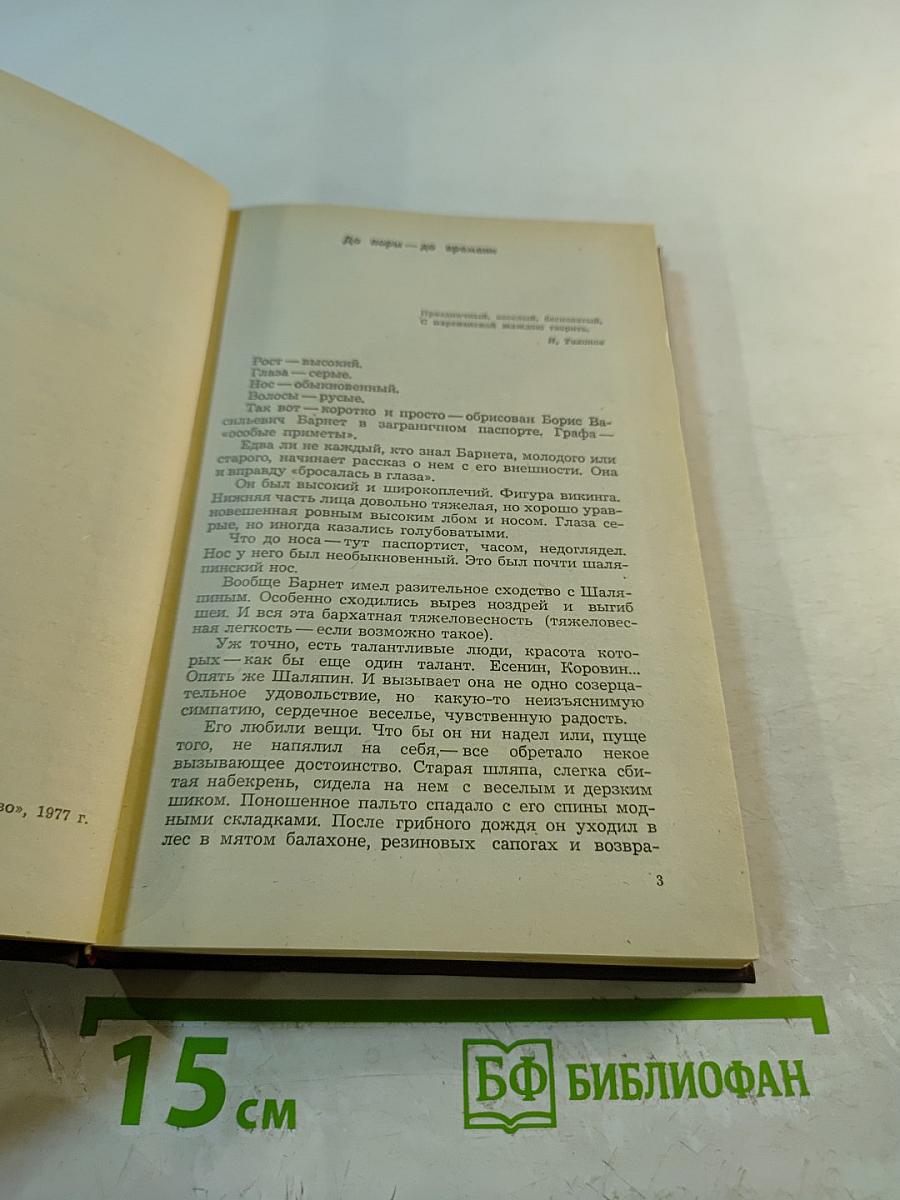 До поры — до времени
Праздничный, веселый, бесноватый,
С марсианской жаждою творить.
Н. Тихонов
Рост — высокий.
Глаза — серые.
Нос — обыкновенный.
Волосы — русые.
Так вот — коротко и просто — обрисован Борис Ва-
сильевич Барнет в заграничном паспорте. Графа —
«особые приметы».
Едва ли не каждый, кто знал Барнета, молодого или
старого, начинает рассказ о нем с его внешности. Она
и вправду «бросалась в глаза».
Он был высокий и широкоплечий. Фигура викинга.
Нижняя часть лица довольно тяжелая, но хорошо урав-
новешенная ровным высоким лбом и носом. Глаза се-
рые, но иногда казались голубоватыми.
Что до носа — тут паспортист, часом, недоглядел.
Нос у него был необыкновенный. Это был почти шаля-
пинский нос.
Вообще Барнет имел разительное сходство с Шаля-
пиным. Особенно сходились вырез ноздрей и выгиб
шеи. И вся эта бархатная тяжеловесность (тяжеловес-
ная легкость — если возможно такое).
Уж точно, есть талантливые люди, красота кото-
рых — как бы еще один талант. Есенин, Коровин...
Опять же Шаляпин. И вызывает она не одно созерца-
тельное удовольствие, но какую-то неизъяснимую
симпатию, сердечное веселье, чувственную радость.
Его любили вещи. Что бы он ни надел или, пуще
того, не напялил на себя,— все обретало некое
вызывающее достоинство. Старая шляпа, слегка сби-
тая набекрень, сидела на нем с веселым и дерзким
шиком. Поношенное пальто спадало с его спины мод-
ными складками. После грибного дождя он уходил в
лес в мятом балахоне, резиновых сапогах и возвра-
3
во», 1977 г.
15 см
БФ БИБЛИОФАН